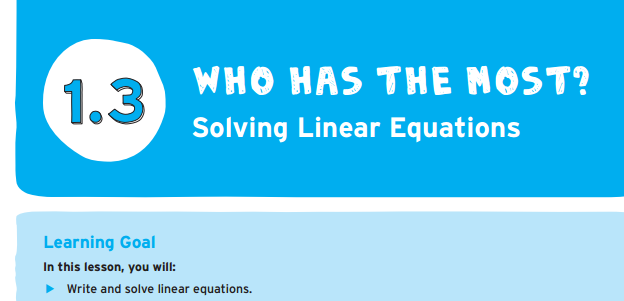 1.3
WHO HAS THE MOST?
Solving Linear Equations
Learning Goal
In this lesson, you will:
► Write and solve linear equations.